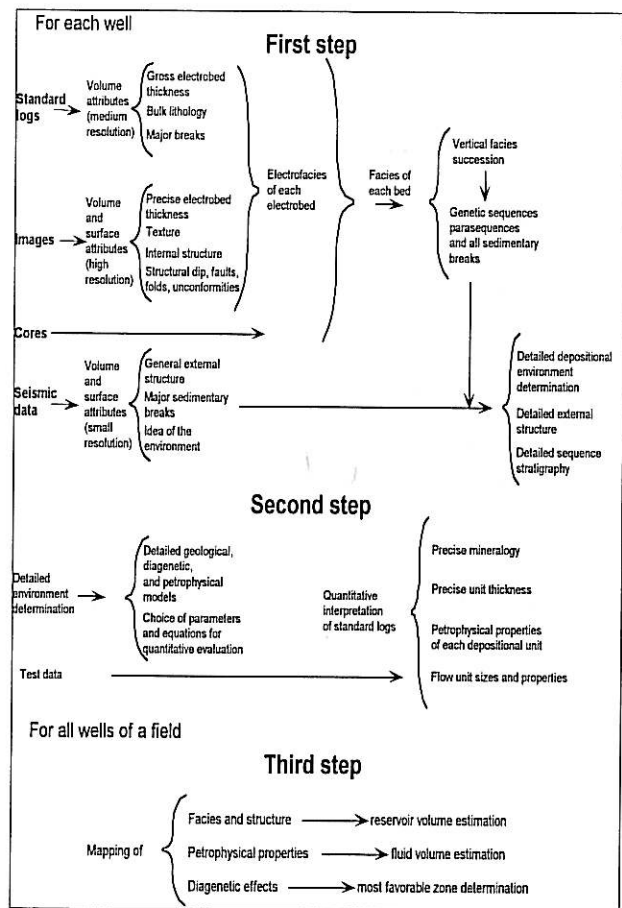 For each well
First step
Standard
logs
Volume
attributes
(medium
resolution)
Gross electrobed
thickness
Bulk lithology
Major breaks
Images
Volume
and
surface
attributes
(high
resolution)
Precise electrobed
thickness
Texture
Internal structure
Structural dip, faults,
folds, unconformities
Electrofacies
of each
electrobed
Facies of
each bed
Vertical facies
succession
Genetic sequences
parasequences
and all sedimentary
breaks
Cores
Seismic
data
Volume
and
surface
attributes
(small
resolution)
General external
structure
Major sedimentary
breaks
Idea of the
environment
Detailed depositional
environment
determination
Detailed external
structure
Detailed sequence
stratigraphy
Second step
Detailed
environment
determination
Detailed geological,
diagenetic,
and petrophysical
models
Choice of parameters
and equations for
quantitative evaluation
Quantitative
interpretation
of standard logs
Precise mineralogy
Precise unit thickness
Petrophysical properties
of each depositional unit
Flow unit sizes and properties
Test data
For all wells of a field
Third step
Mapping of
Facies and structure
reservoir volume estimation
Petrophysical properties
fluid volume estimation
Diagenetic effects
most favorable zone determination